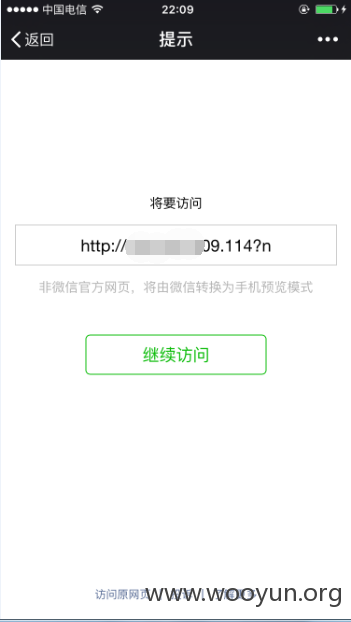 中国电信 22:09
返回 提示
将要访问
http:// 09.114?n
非微信官方网页，将由微信转换为手机预览模式
继续访问
访问原网页
www.wooyun.org